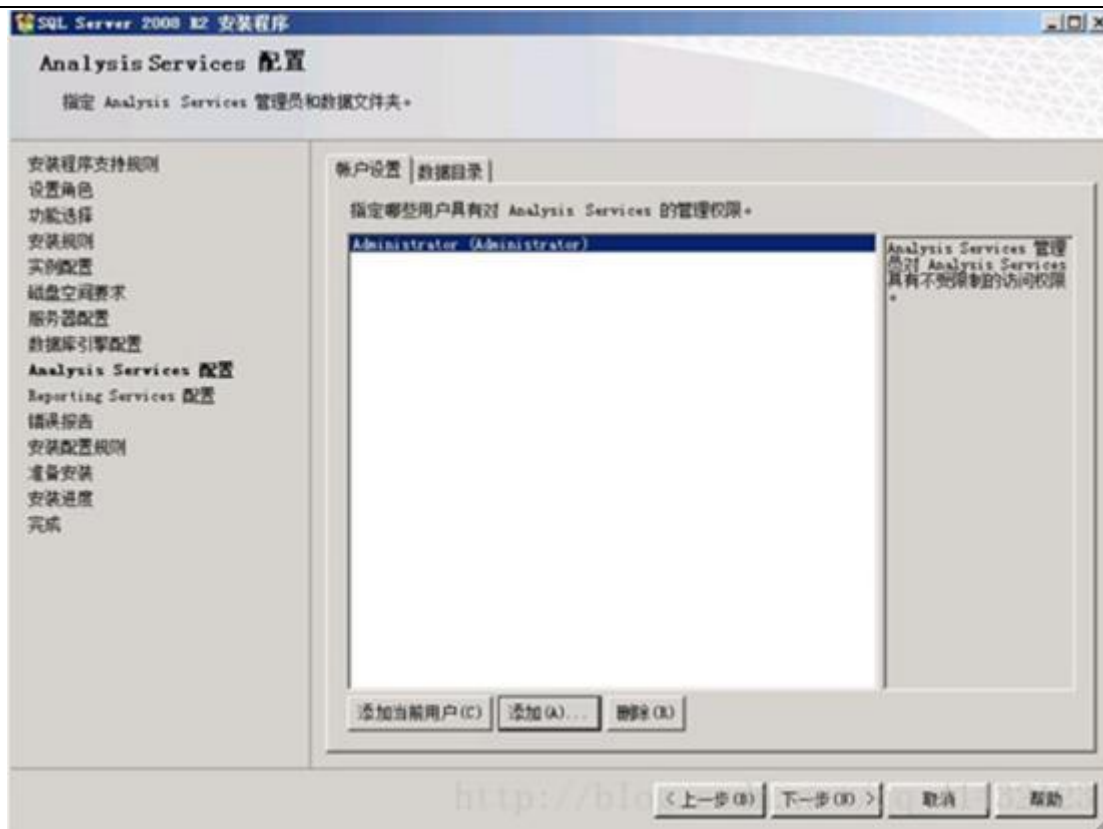 SQL Server 2008 R2 安装程序
Analysis Services 配置
指定 Analysis Services 管理员和数据文件夹。
安装程序支持规则
设置角色
功能选择
安装规则
实例配置
磁盘空间要求
服务器配置
数据库引擎配置
Analysis Services 配置
Reporting Services 配置
错误报告
安装配置规则
准备安装
安装进度
完成
帐户设置 数据目录
指定哪些用户具有对 Analysis Services 的管理权限。
Administrator (Administrator)
Analysis Services 管理
员对 Analysis Services
具有不受限制的访问权限
。
添加当前用户(C) 添加(A)... 删除(R)
http://blo
<上一步(B) 下一步(N) > 取消 帮助